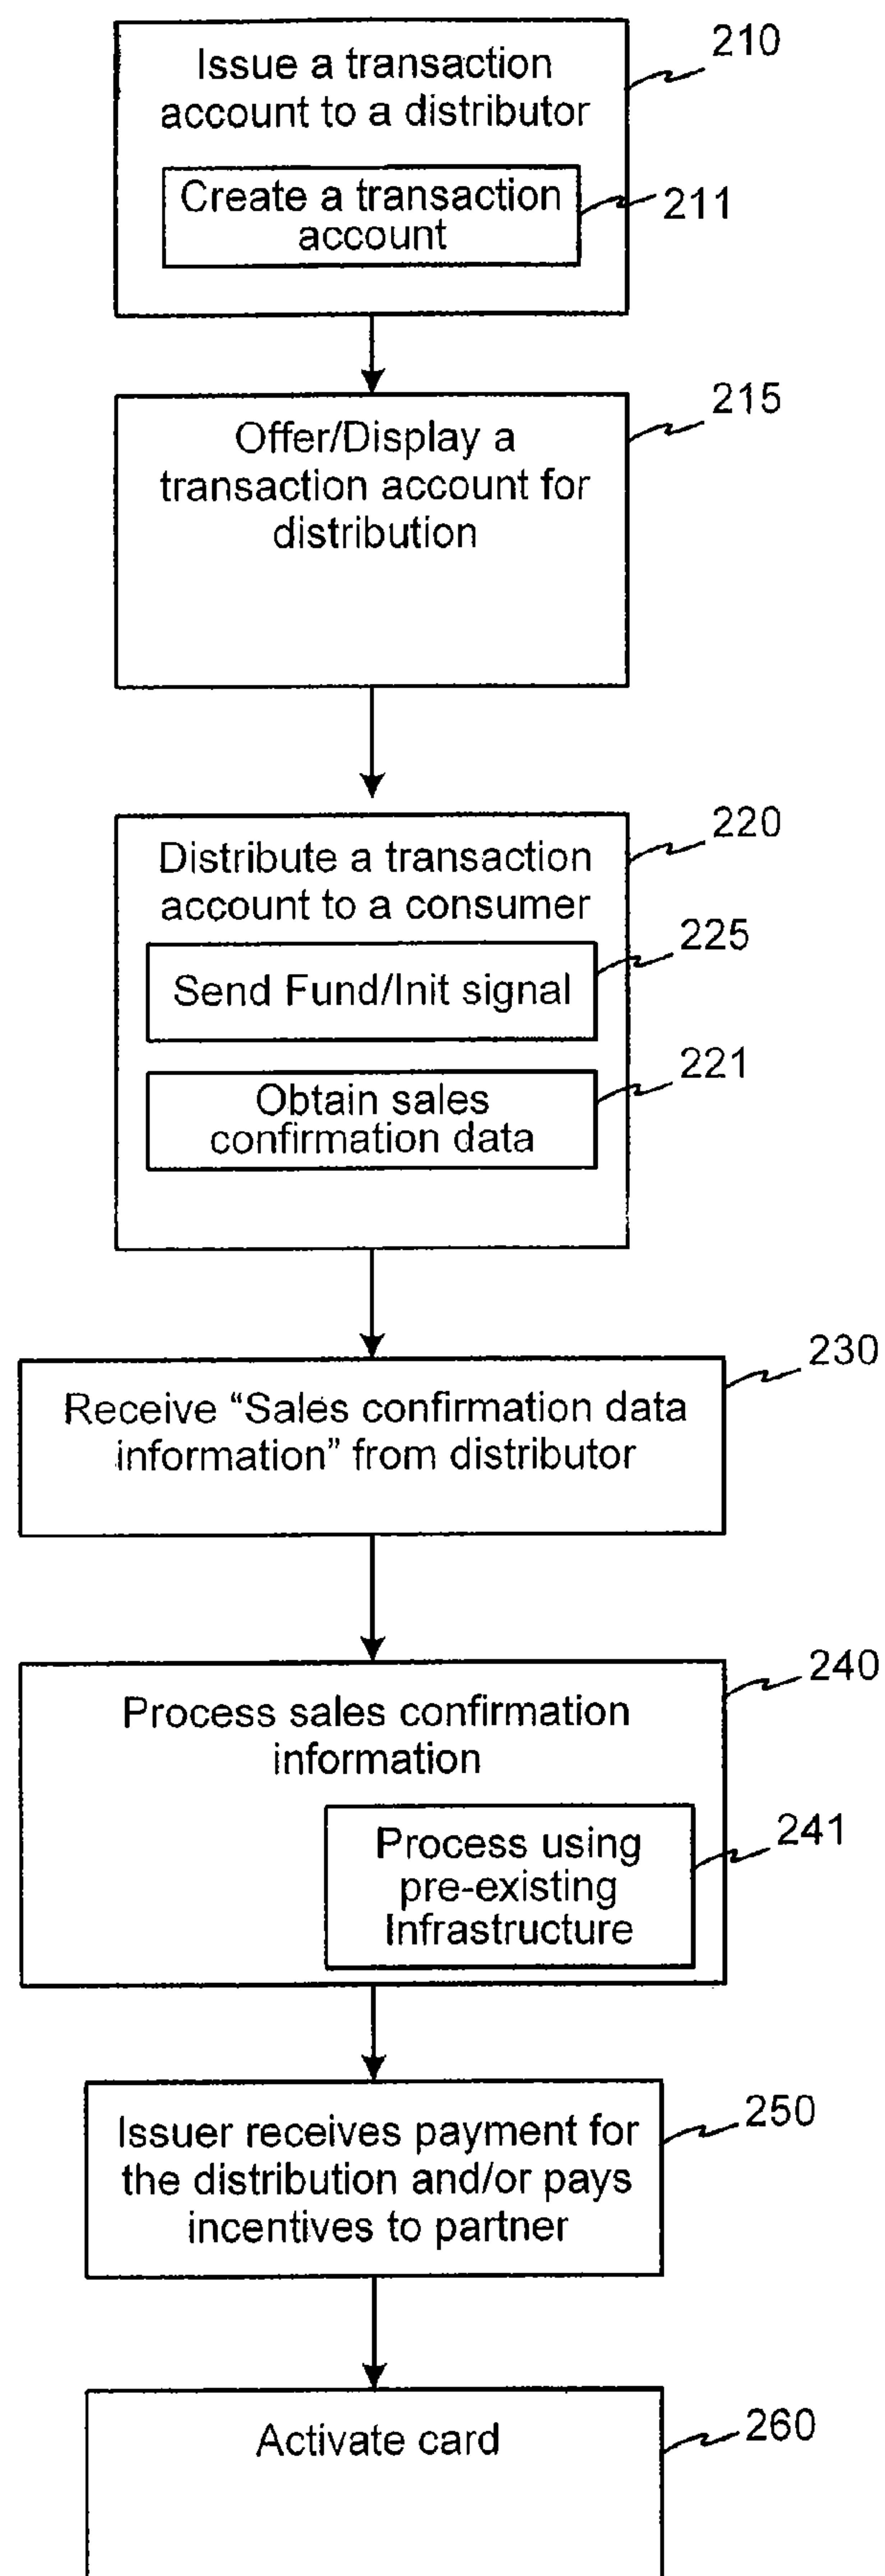 Issue a transaction
account to a distributor
210
Create a transaction
account
211
Offer/Display a
transaction account for
distribution
215
Distribute a transaction
account to a consumer
220
Send Fund/Init signal
225
Obtain sales
confirmation data
221
Receive “Sales confirmation data
information” from distributor
230
Process sales confirmation
information
240
Process using
pre-existing
Infrastructure
241
Issuer receives payment for
the distribution and/or pays
incentives to partner
250
Activate card
260